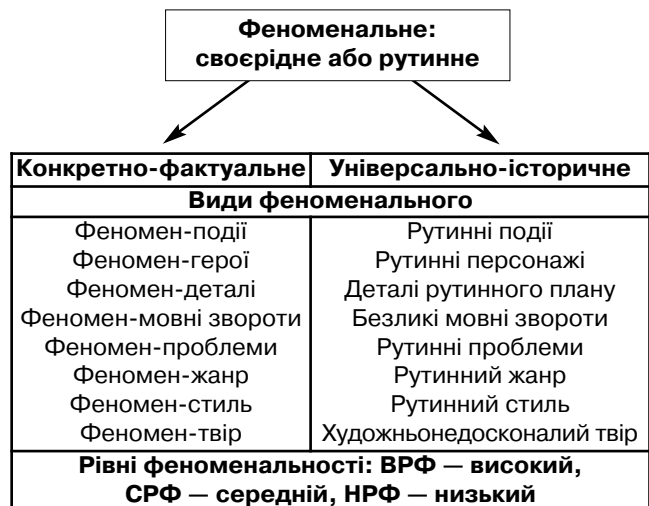 Феноменальне:
своєрідне або рутинне
Конкретно-фактуальне Універсально-історичне
Види феноменального
Феномен-події Рутинні події
Феномен-герої Рутинні персонажі
Феномен-деталі Деталі рутинного плану
Феномен-мовні звороти Безликі мовні звороти
Феномен-проблеми Рутинні проблеми
Феномен-жанр Рутинний жанр
Феномен-стиль Рутинний стиль
Феномен-твір Художньонедосконалий твір
Рівні феноменальності: ВРФ — високий,
СРФ — середній, НРФ — низький